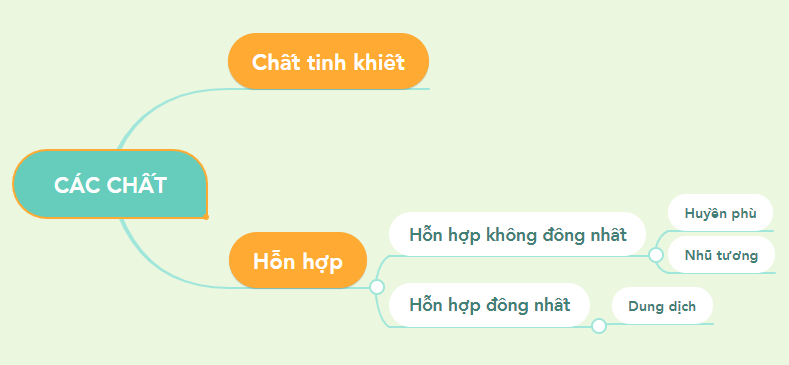 Chất tinh khiết
CÁC CHẤT
Hỗn hợp
Hỗn hợp không đồng nhất
Huyền phù
Nhũ tương
Hỗn hợp đồng nhất
Dung dịch